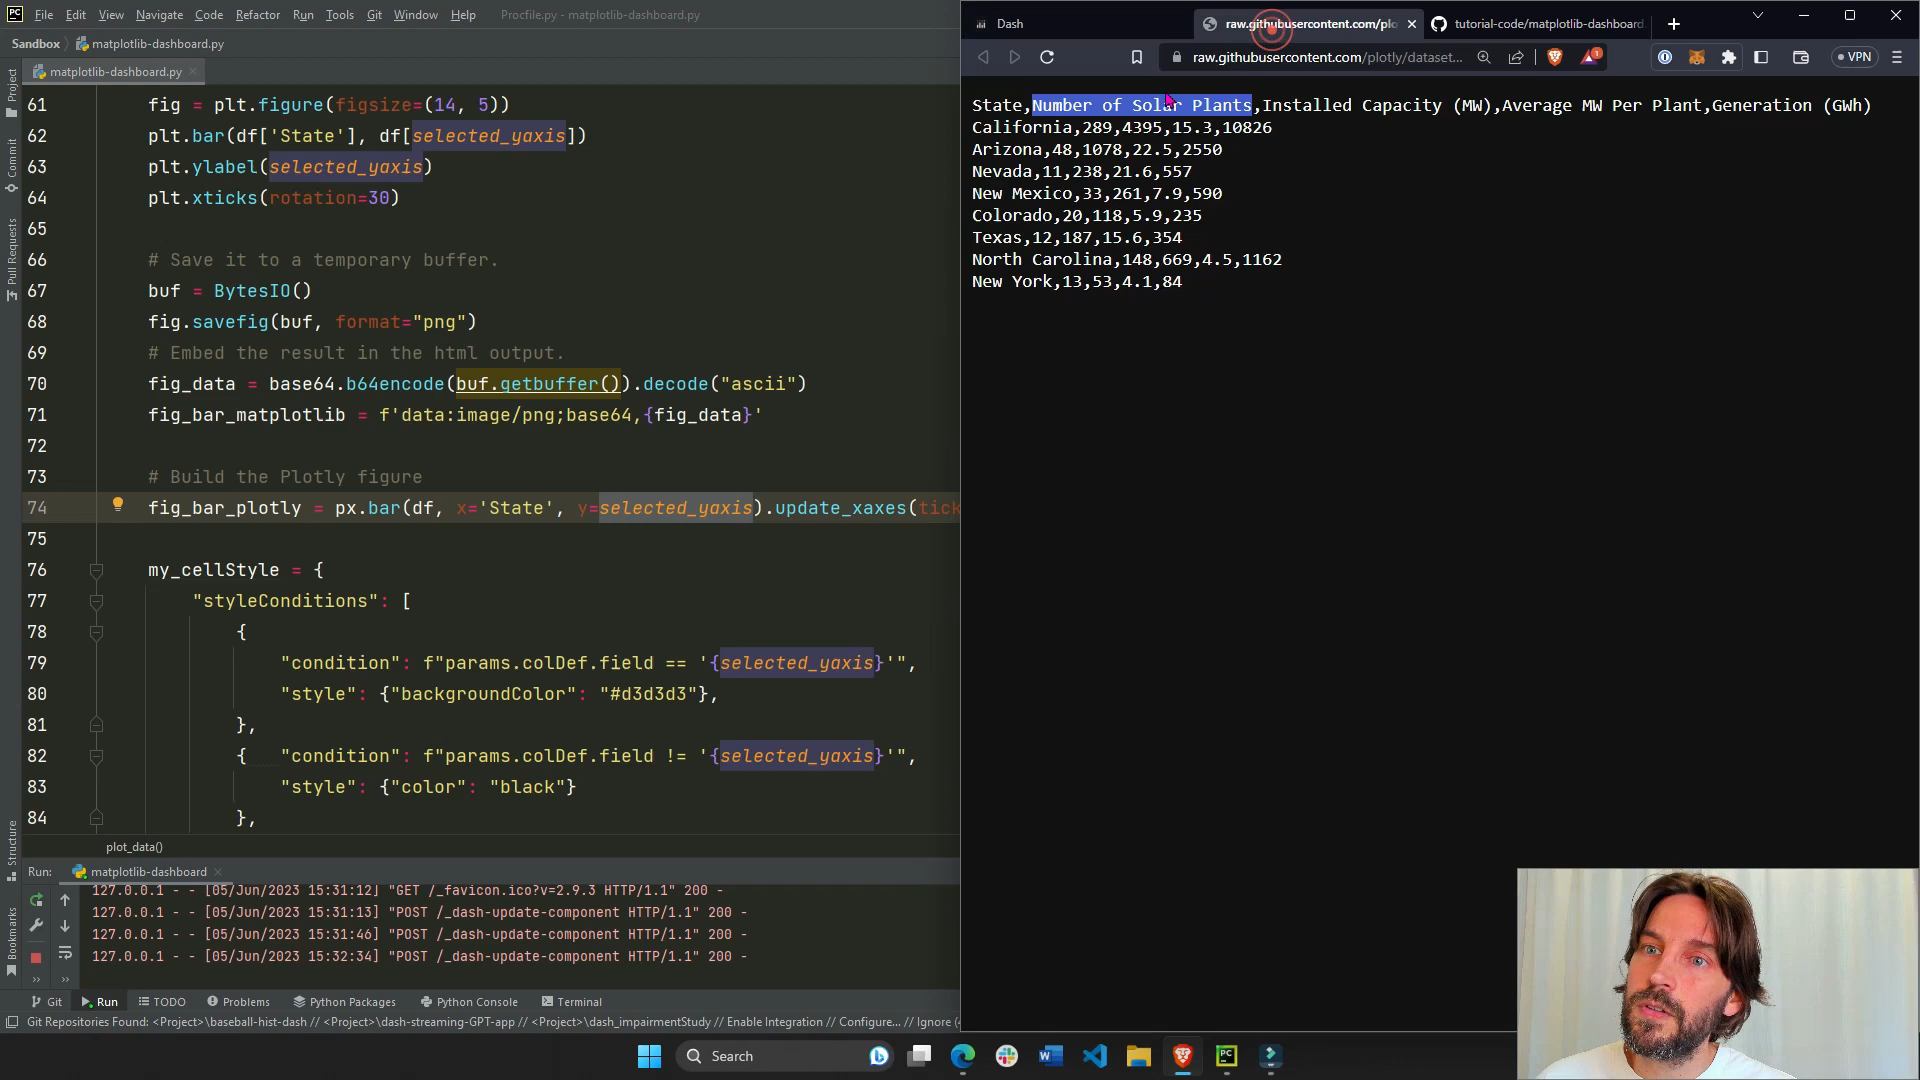 File Edit View Navigate Code Refactor Run Tools Git Window Help Procfile.py - matplotlib-dashboard.py
Sandbox matplotlib-dashboard.py
matplotlib-dashboard.py
Project
Commit
Pull Requests
Structure
Bookmarks
61 fig = plt.figure(figsize=(14, 5))
62 plt.bar(df['State'], df[selected_yaxis])
63 plt.ylabel(selected_yaxis)
64 plt.xticks(rotation=30)
65
66 # Save it to a temporary buffer.
67 buf = BytesIO()
68 fig.savefig(buf, format="png")
69 # Embed the result in the html output.
70 fig_data = base64.b64encode(buf.getbuffer()).decode("ascii")
71 fig_bar_matplotlib = f'data:image/png;base64,{fig_data}'
72
73 # Build the Plotly figure
74 fig_bar_plotly = px.bar(df, x='State', y=selected_yaxis).update_xaxes(tick
75
76 my_cellStyle = {
77 "styleConditions": [
78 {
79 "condition": f"params.colDef.field == '{selected_yaxis}'",
80 "style": {"backgroundColor": "#d3d3d3"},
81 },
82 { "condition": f"params.colDef.field != '{selected_yaxis}'",
83 "style": {"color": "black"}
84 },
plot_data()
Run: matplotlib-dashboard
127.0.0.1 - - [05/Jun/2023 15:31:12] "GET /_favicon.ico?v=2.9.3 HTTP/1.1" 200 -
127.0.0.1 - - [05/Jun/2023 15:31:13] "POST /_dash-update-component HTTP/1.1" 200 -
127.0.0.1 - - [05/Jun/2023 15:31:46] "POST /_dash-update-component HTTP/1.1" 200 -
127.0.0.1 - - [05/Jun/2023 15:32:34] "POST /_dash-update-component HTTP/1.1" 200 -
Git Run TODO Problems Python Packages Python Console Terminal
Git Repositories Found: <Project>\baseball-hist-dash // <Project>\dash-streaming-GPT-app // <Project>\dash_impairmentStudy // Enable Integration // Configure... // Ignore (4
Dash raw.githubusercontent.com/plo tutorial-code/matplotlib-dashboard.
raw.githubusercontent.com/plotly/dataset... 1 VPN
State,Number of Solar Plants,Installed Capacity (MW),Average MW Per Plant,Generation (GWh)
California,289,4395,15.3,10826
Arizona,48,1078,22.5,2550
Nevada,11,238,21.6,557
New Mexico,33,261,7.9,590
Colorado,20,118,5.9,235
Texas,12,187,15.6,354
North Carolina,148,669,4.5,1162
New York,13,53,4.1,84
Search